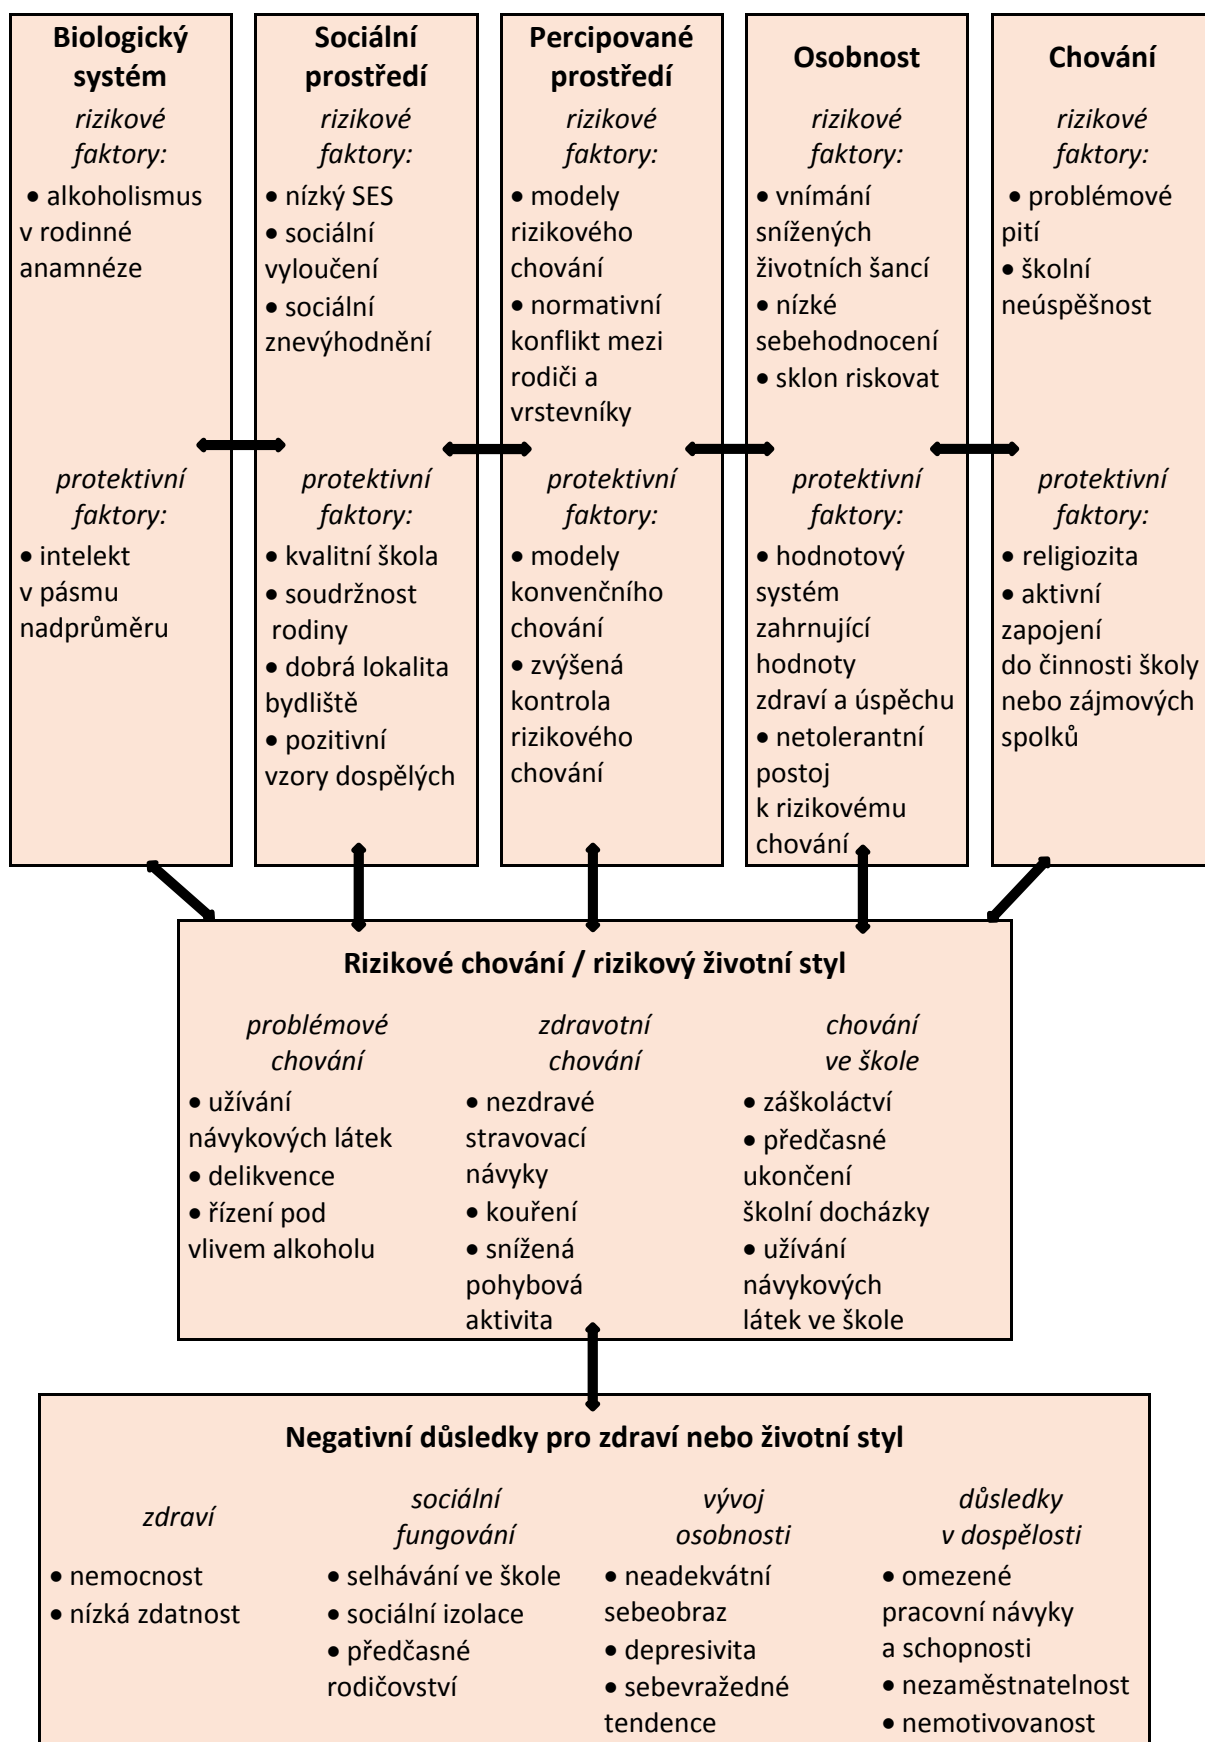 Biologický
systém
rizikové
faktory:
• alkoholismus
v rodinné
anamnéze
protektivní
faktory:
• intelekt
v pásmu
nadprůměru
Sociální
prostředí
rizikové
faktory:
• nízký SES
• sociální
vyloučení
• sociální
znevýhodnění
protektivní
faktory:
• kvalitní škola
• soudržnost
rodiny
• dobrá lokalita
bydliště
• pozitivní
vzory dospělých
Percipované
prostředí
rizikové
faktory:
• modely
rizikového
chování
• normativní
konflikt mezi
rodiči a
vrstevníky
protektivní
faktory:
• modely
konvenčního
chování
• zvýšená
kontrola
rizikového
chování
Osobnost
rizikové
faktory:
• vnímání
snížených
životních šancí
• nízké
sebehodnocení
• sklon riskovat
protektivní
faktory:
• hodnotový
systém
zahrnující
hodnoty
zdraví a úspěchu
• netolerantní
postoj
k rizikovému
chování
Chování
rizikové
faktory:
• problémové
pití
• školní
neúspěšnost
protektivní
faktory:
• religiozita
• aktivní
zapojení
do činnosti školy
nebo zájmových
spolků
Rizikové chování / rizikový životní styl
problémové
chování
• užívání
návykových látek
• delikvence
• řízení pod
vlivem alkoholu
zdravotní
chování
• nezdravé
stravovací
návyky
• kouření
• snížená
pohybová
aktivita
chování
ve škole
• záškoláctví
• předčasné
ukončení
školní docházky
• užívání
návykových
látek ve škole
Negativní důsledky pro zdraví nebo životní styl
zdraví
• nemocnost
• nízká zdatnost
sociální
fungování
• selhávání ve škole
• sociální izolace
• předčasné
rodičovství
vývoj
osobnosti
• neadekvátní
sebeobraz
• depresivita
• sebevražedné
tendence
důsledky
v dospělosti
• omezené
pracovní návyky
a schopnosti
• nezaměstnatelnost
• nemotivovanost